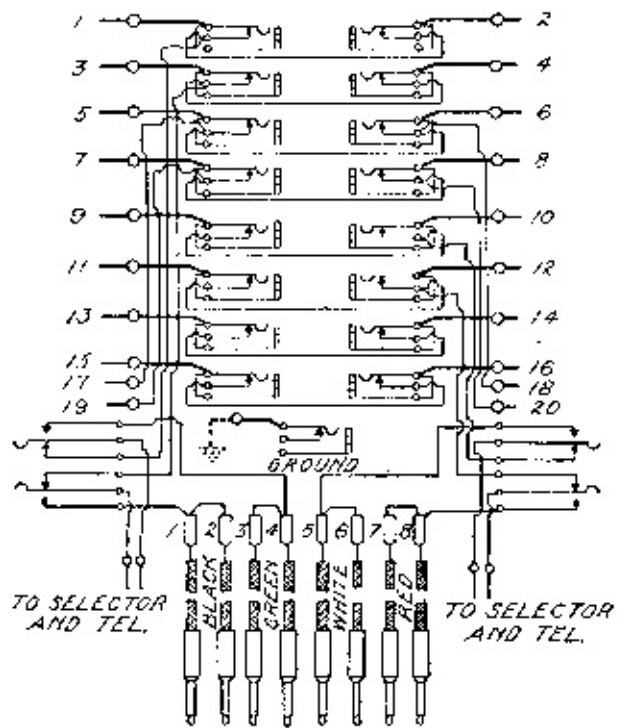 1 2
3 4
5 6
7 8
9 10
11 12
13 14
15 16
17 18
19 20
GROUND
1 2 3 4 5 6 7 8
BLACK GREEN WHITE RED
TO SELECTOR AND TEL.
TO SELECTOR AND TEL.